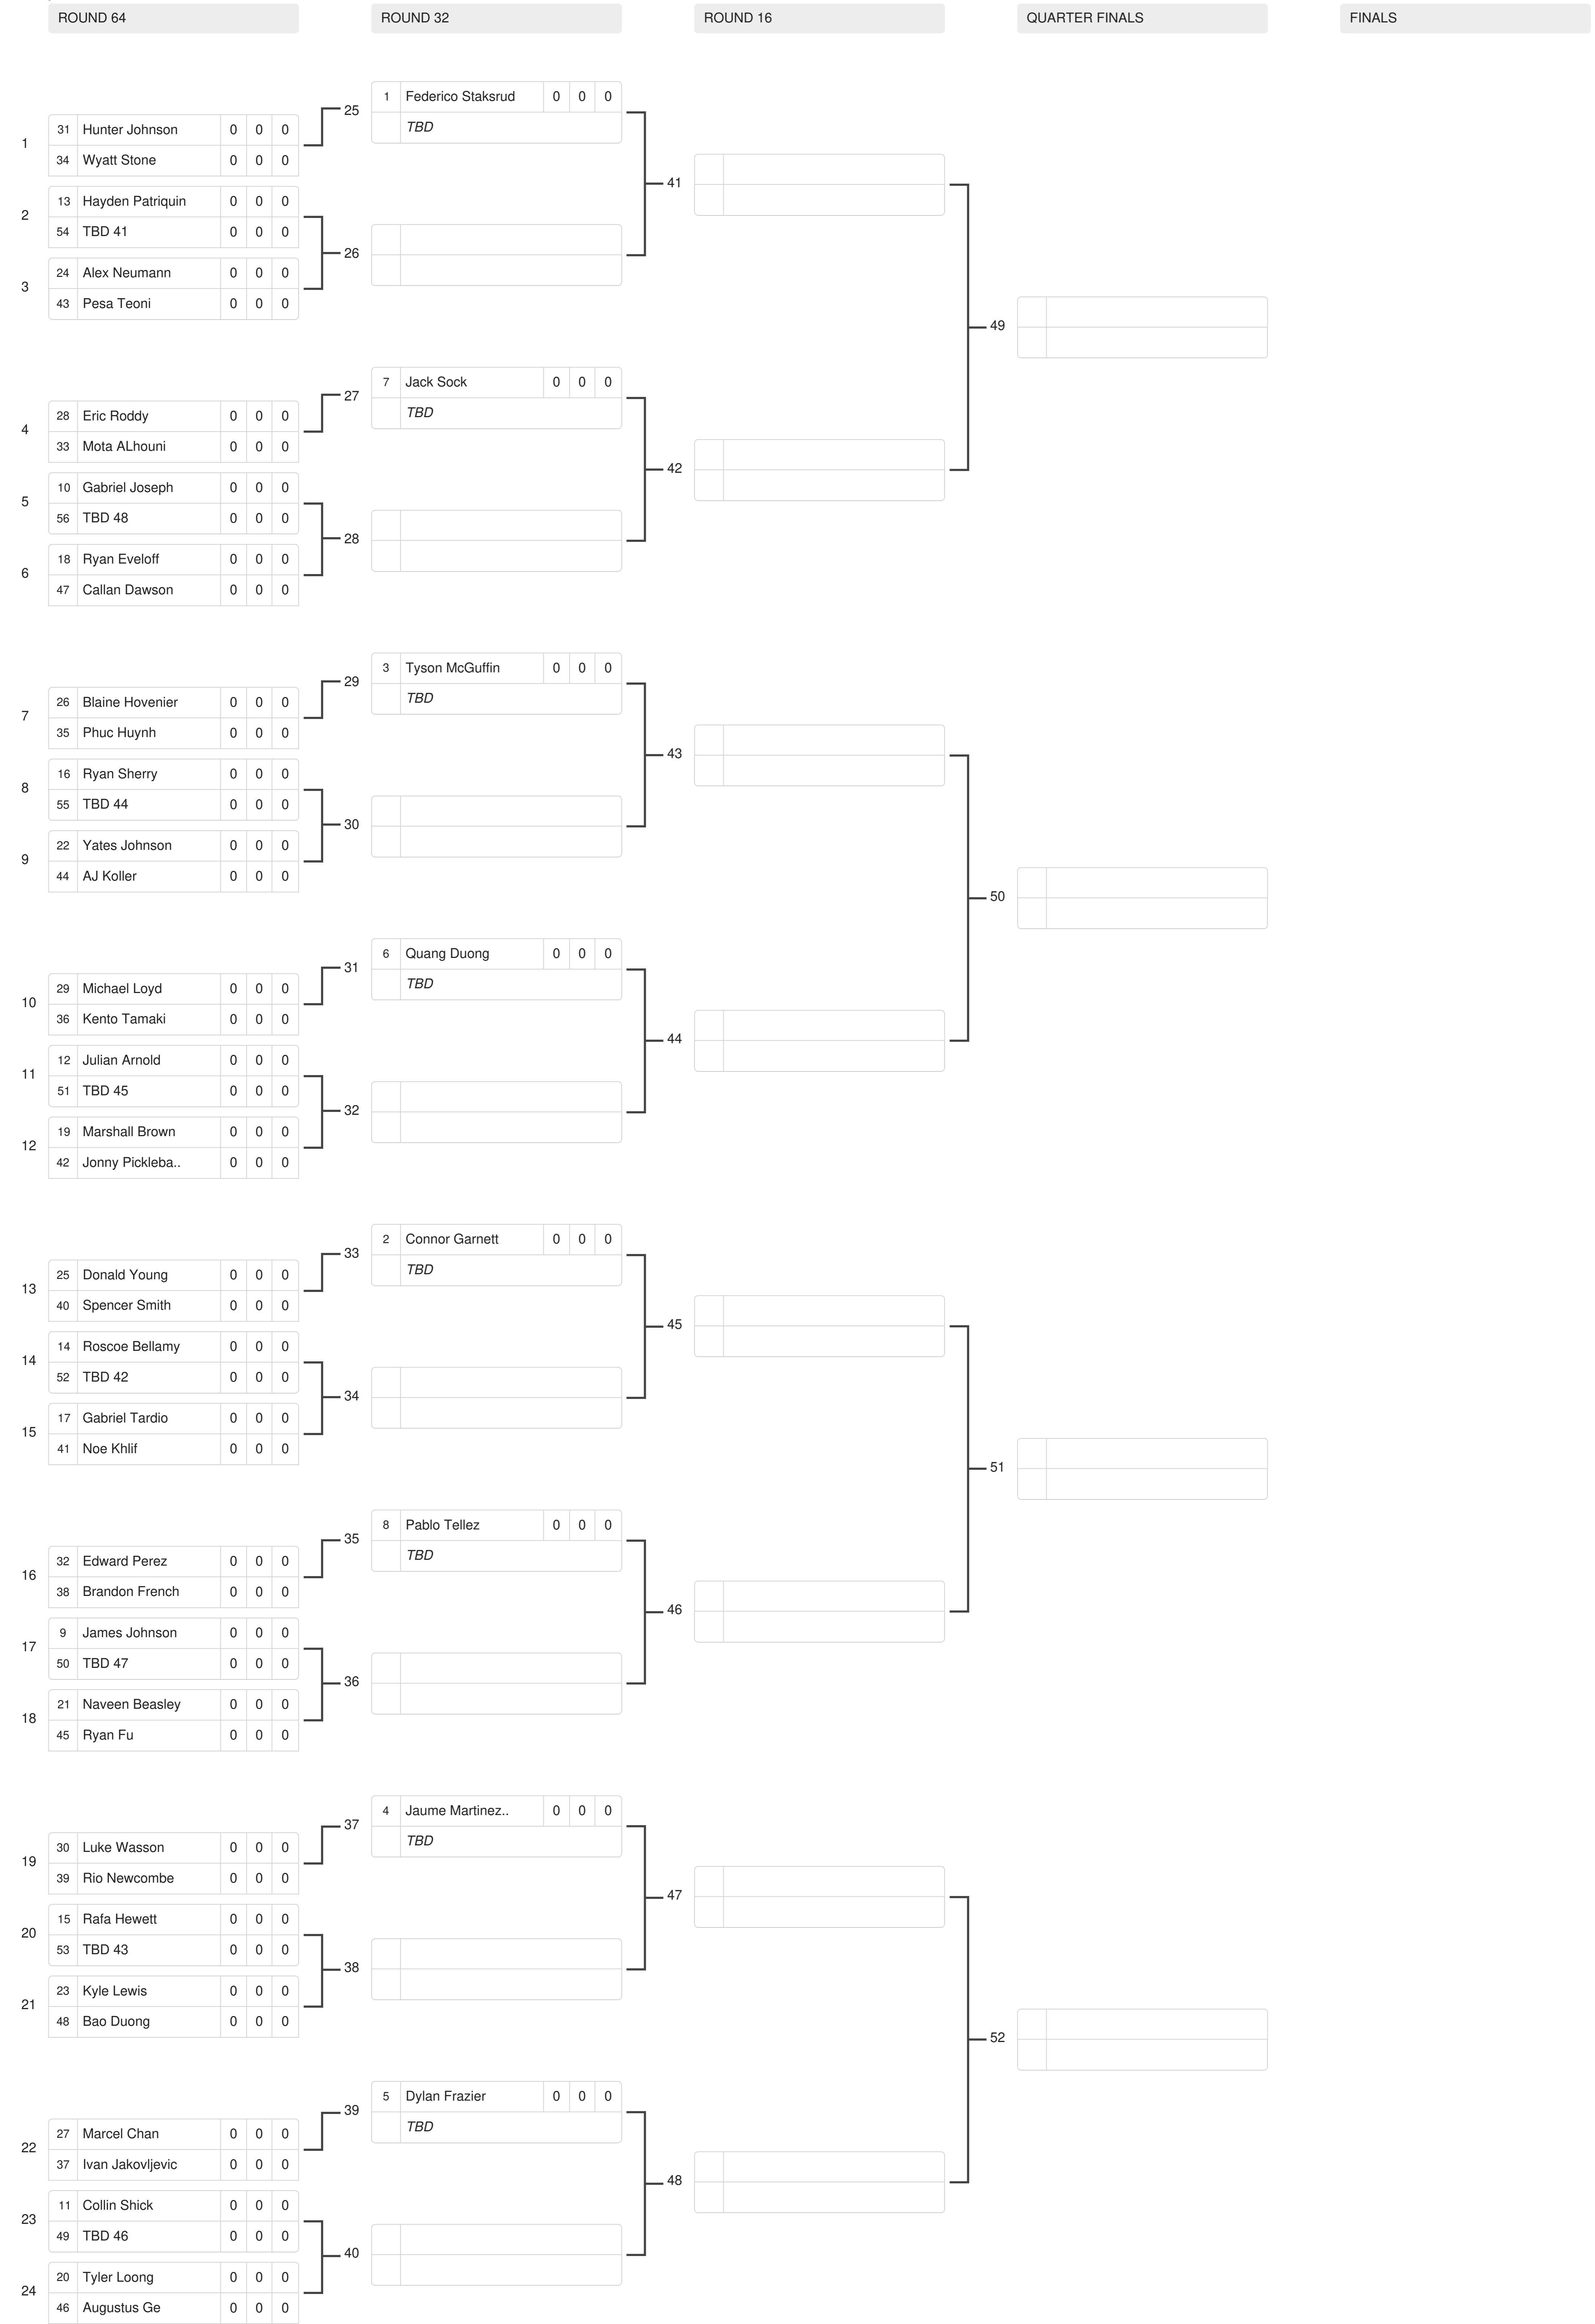 ROUND 64 ROUND 32 ROUND 16 QUARTER FINALS FINALS
25 1 Federico Staksrud 0 0 0
TBD
1 31 Hunter Johnson 0 0 0
34 Wyatt Stone 0 0 0
41
2 13 Hayden Patriquin 0 0 0
54 TBD 41 0 0 0
26
3 24 Alex Neumann 0 0 0
43 Pesa Teoni 0 0 0
49
27 7 Jack Sock 0 0 0
TBD
4 28 Eric Roddy 0 0 0
33 Mota ALhouni 0 0 0
42
5 10 Gabriel Joseph 0 0 0
56 TBD 48 0 0 0
28
6 18 Ryan Eveloff 0 0 0
47 Callan Dawson 0 0 0
29 3 Tyson McGuffin 0 0 0
TBD
7 26 Blaine Hovenier 0 0 0
35 Phuc Huynh 0 0 0
43
8 16 Ryan Sherry 0 0 0
55 TBD 44 0 0 0
30
9 22 Yates Johnson 0 0 0
44 AJ Koller 0 0 0
50
31 6 Quang Duong 0 0 0
TBD
10 29 Michael Loyd 0 0 0
36 Kento Tamaki 0 0 0
44
11 12 Julian Arnold 0 0 0
51 TBD 45 0 0 0
32
12 19 Marshall Brown 0 0 0
42 Jonny Pickleba.. 0 0 0
33 2 Connor Garnett 0 0 0
TBD
13 25 Donald Young 0 0 0
40 Spencer Smith 0 0 0
45
14 14 Roscoe Bellamy 0 0 0
52 TBD 42 0 0 0
34
15 17 Gabriel Tardio 0 0 0
41 Noe Khlif 0 0 0
51
35 8 Pablo Tellez 0 0 0
TBD
16 32 Edward Perez 0 0 0
38 Brandon French 0 0 0
46
17 9 James Johnson 0 0 0
50 TBD 47 0 0 0
36
18 21 Naveen Beasley 0 0 0
45 Ryan Fu 0 0 0
37 4 Jaume Martinez.. 0 0 0
TBD
19 30 Luke Wasson 0 0 0
39 Rio Newcombe 0 0 0
47
20 15 Rafa Hewett 0 0 0
53 TBD 43 0 0 0
38
21 23 Kyle Lewis 0 0 0
48 Bao Duong 0 0 0
52
39 5 Dylan Frazier 0 0 0
TBD
22 27 Marcel Chan 0 0 0
37 Ivan Jakovljevic 0 0 0
48
23 11 Collin Shick 0 0 0
49 TBD 46 0 0 0
40
24 20 Tyler Loong 0 0 0
46 Augustus Ge 0 0 0